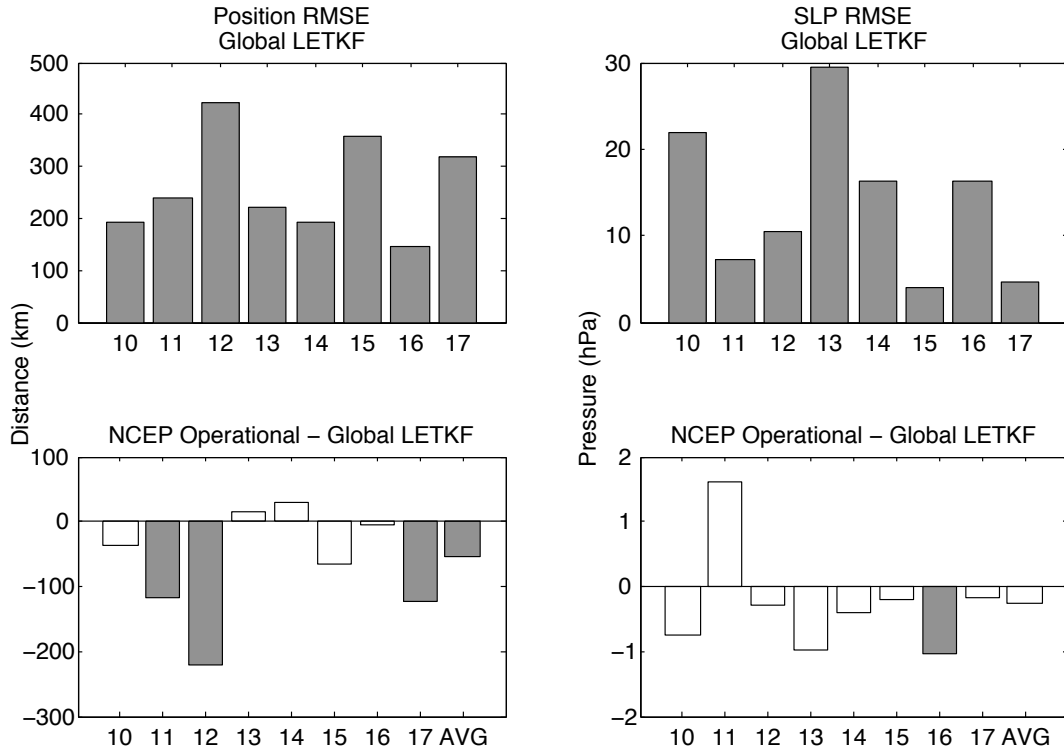 Position RMSE
Global LETKF
500
400
300
200
100
0
10 11 12 13 14 15 16 17
SLP RMSE
Global LETKF
30
20
10
0
10 11 12 13 14 15 16 17
Distance (km)
Pressure (hPa)
NCEP Operational − Global LETKF
100
0
−100
−200
−300
10 11 12 13 14 15 16 17 AVG
NCEP Operational − Global LETKF
2
1
0
−1
−2
10 11 12 13 14 15 16 17 AVG